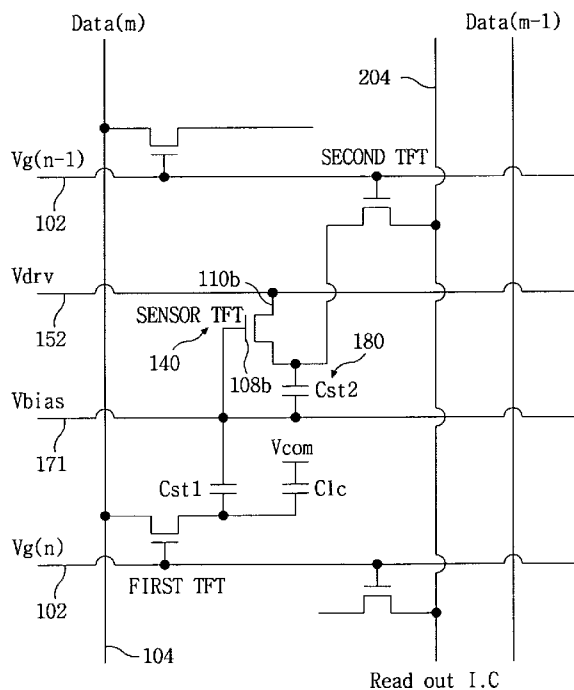 Data(m)
Data(m-1)
204
Vg(n-1)
SECOND TFT
102
110b
Vdrv
SENSOR TFT
152
140
180
108b
Cst2
Vbias
171
Vcom
Cst1
Clc
Vg(n)
102
FIRST TFT
104
Read out I.C